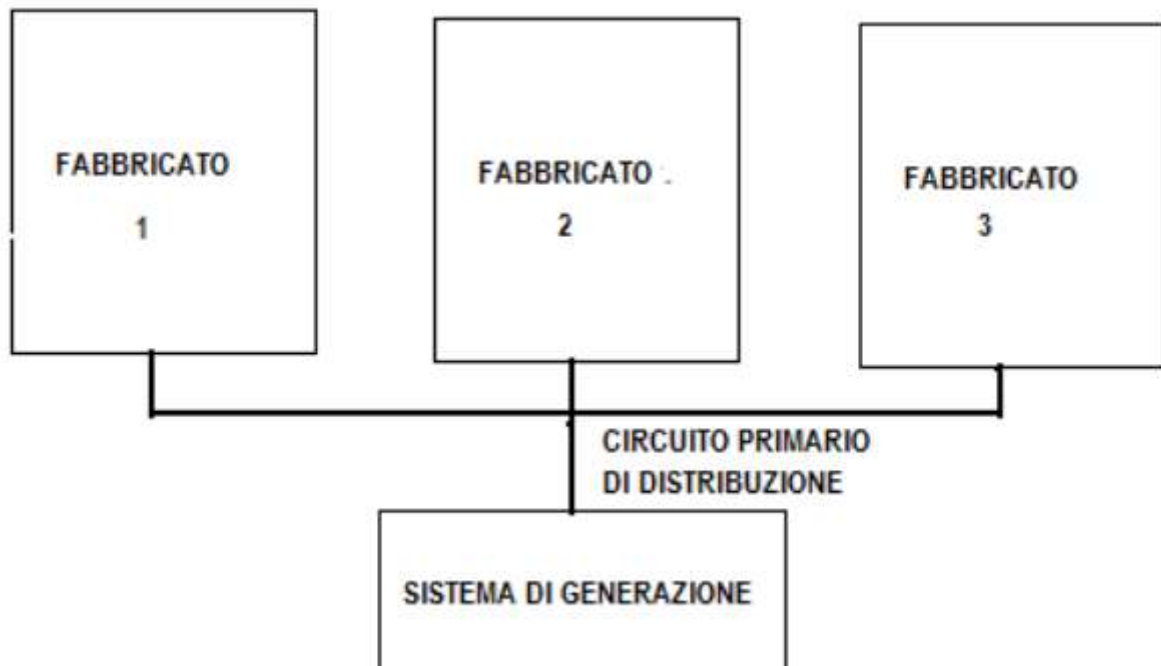 FABBRICATO
1
FABBRICATO
2
FABBRICATO
3
CIRCUITO PRIMARIO
DI DISTRIBUZIONE
SISTEMA DI GENERAZIONE